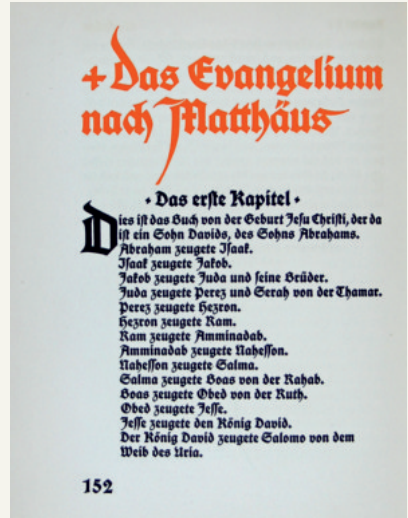 +Das Evangelium
nach Matthäus
• Das erste Kapitel •
Dies ist das Buch von der Geburt Jesu Christi, der da
ist ein Sohn Davids, des Sohns Abrahams.
Abraham zeugete Isaak.
Isaak zeugete Jakob.
Jakob zeugete Juda und seine Brüder.
Juda zeugete Perez und Serah von der Thamar.
Perez zeugete Hezron.
Hezron zeugete Ram.
Ram zeugete Amminadab.
Amminadab zeugete Nahesson.
Nahesson zeugete Salma.
Salma zeugete Boas von der Rahab.
Boas zeugete Obed von der Ruth.
Obed zeugete Jesse.
Jesse zeugete den König David.
Der König David zeugete Salomo von dem
Weib des Uria.
152